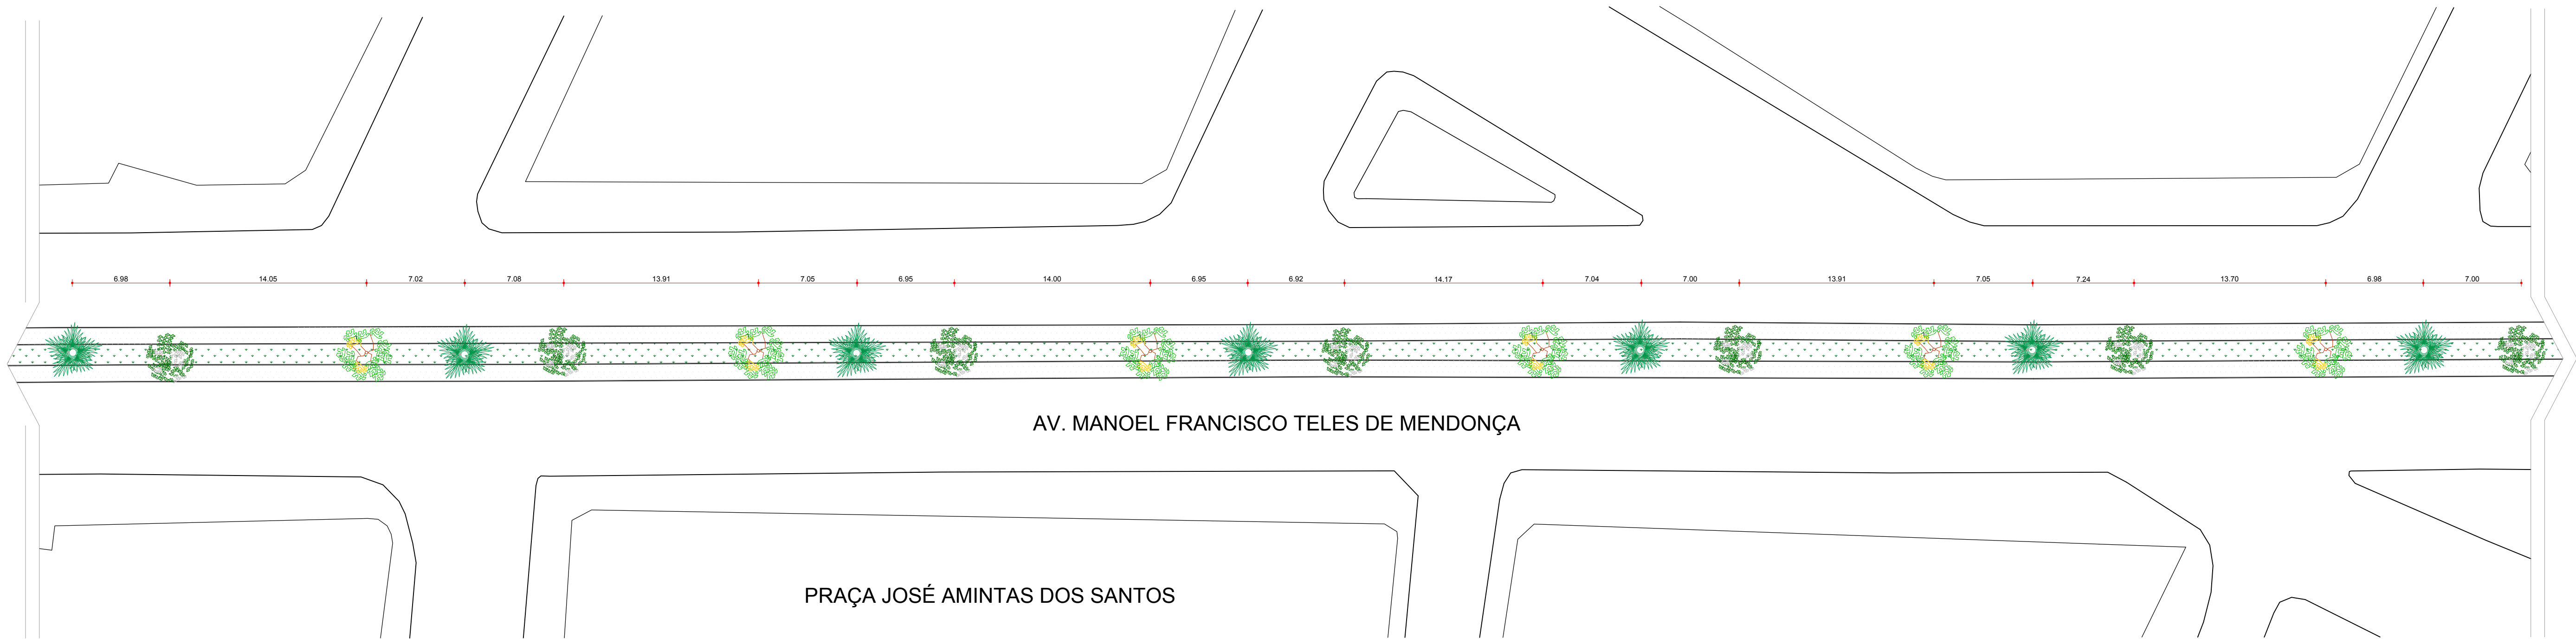 6.98 14.05 7.02 7.08 13.91 7.05 6.95 14.00 6.95 6.92 14.17 7.04 7.00 13.91 7.05 7.24 13.70 6.98 7.00
AV. MANOEL FRANCISCO TELES DE MENDONÇA
PRAÇA JOSÉ AMINTAS DOS SANTOS